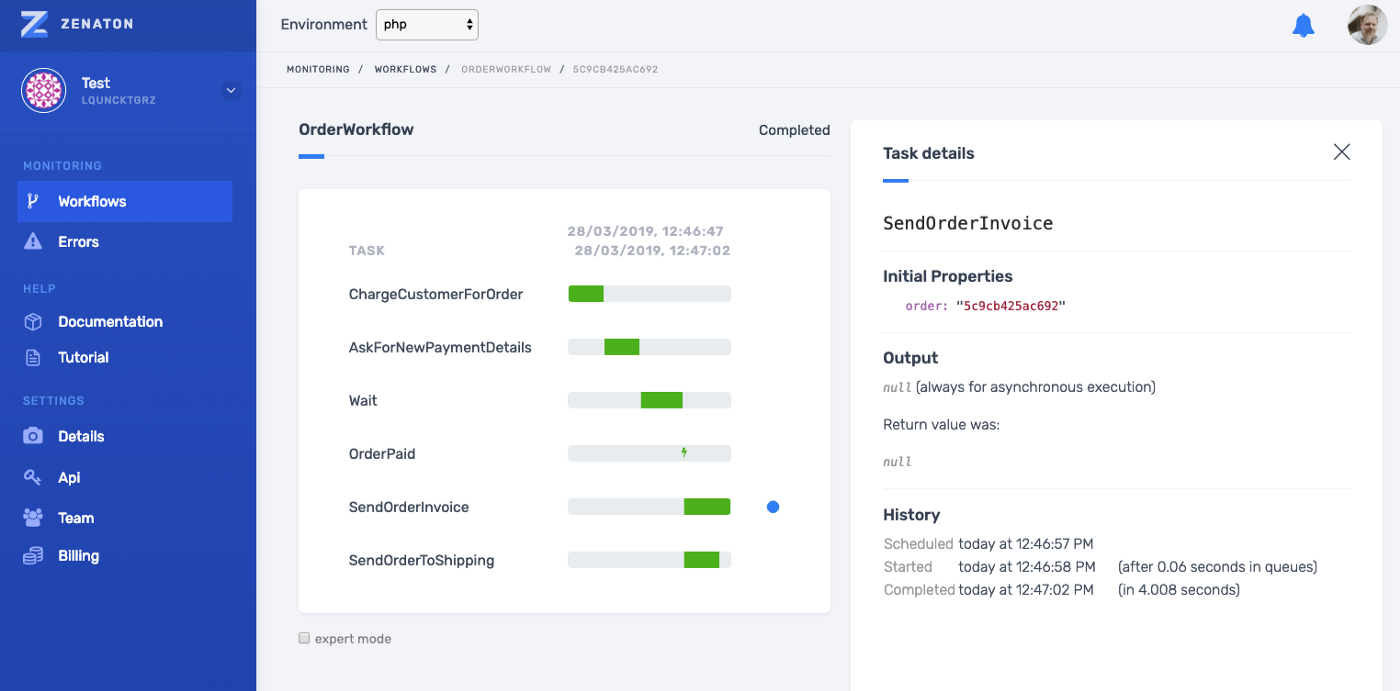 ZENATON
Environment php
Test
LQUNCKTGRZ
MONITORING
Workflows
Errors
HELP
Documentation
Tutorial
SETTINGS
Details
Api
Team
Billing
MONITORING / WORKFLOWS / ORDERWORKFLOW / 5C9CB425AC692
OrderWorkflow Completed
TASK 28/03/2019, 12:46:47
28/03/2019, 12:47:02
ChargeCustomerForOrder
AskForNewPaymentDetails
Wait
OrderPaid
SendOrderInvoice
SendOrderToShipping
expert mode
Task details
SendOrderInvoice
Initial Properties
order: "5c9cb425ac692"
Output
null (always for asynchronous execution)
Return value was:
null
History
Scheduled today at 12:46:57 PM
Started today at 12:46:58 PM (after 0.06 seconds in queues)
Completed today at 12:47:02 PM (in 4.008 seconds)